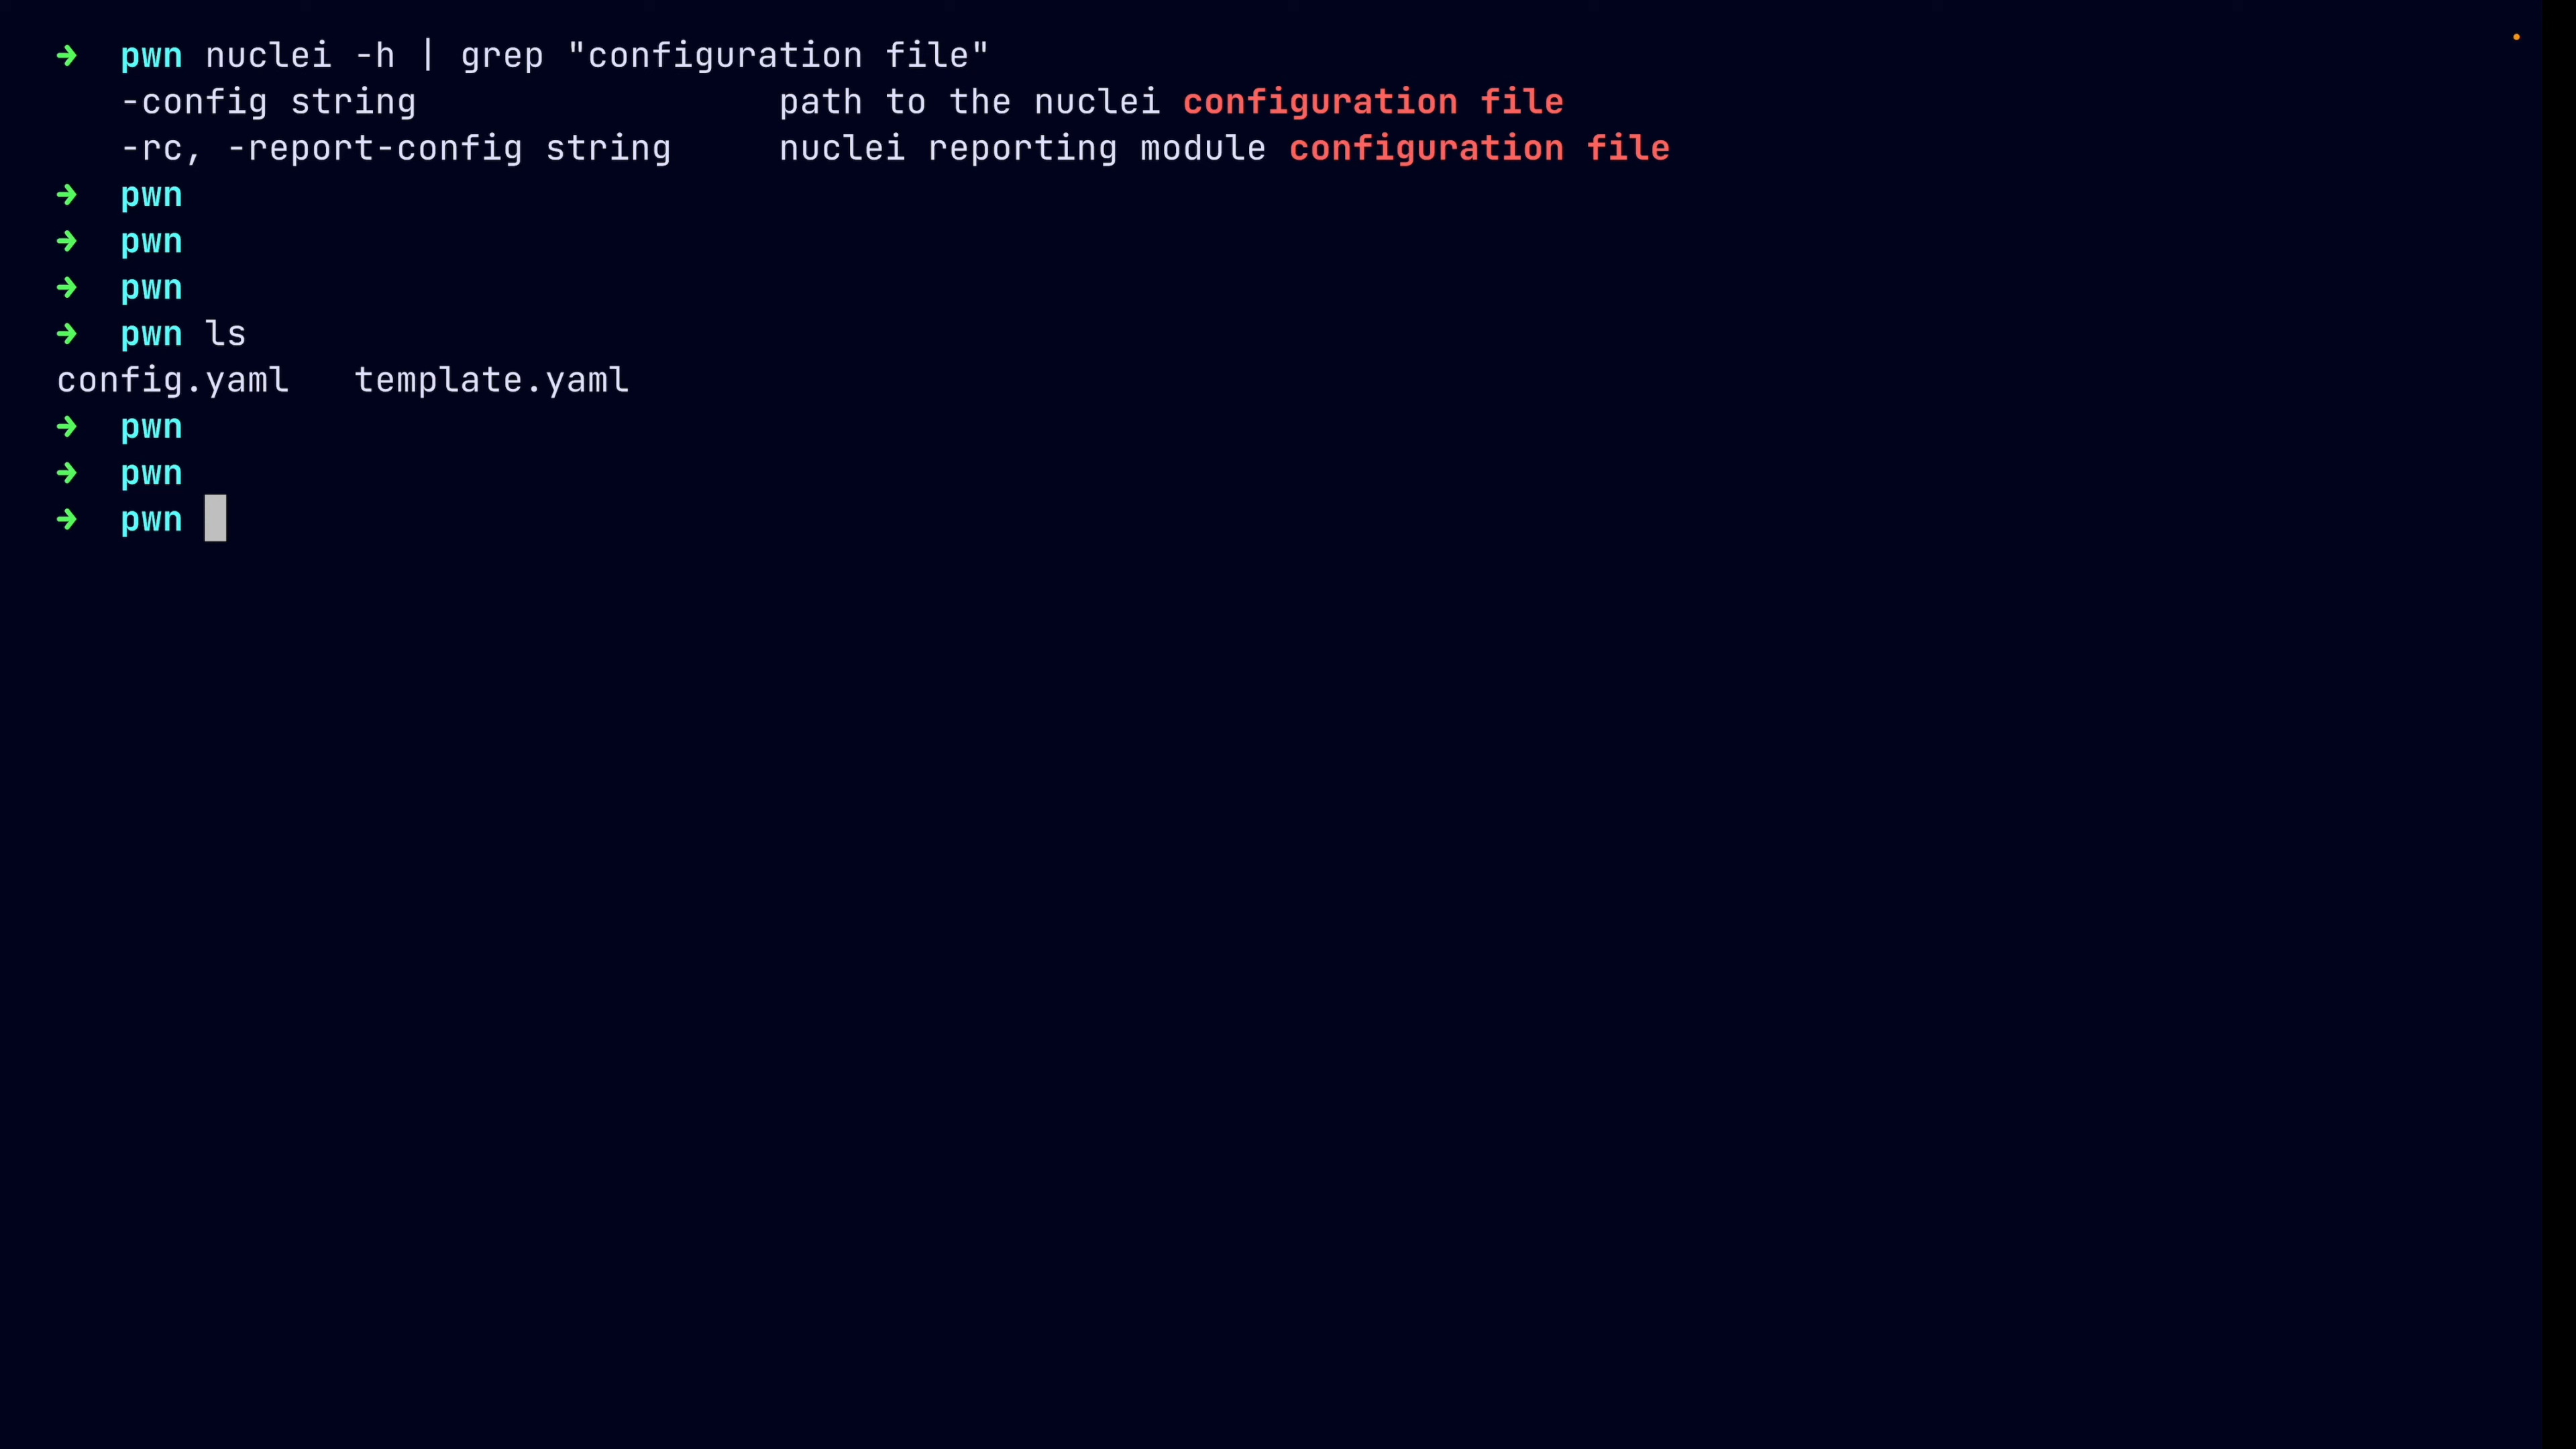 ➜  pwn nuclei -h | grep "configuration file"
   -config string                 path to the nuclei configuration file
   -rc, -report-config string     nuclei reporting module configuration file
➜  pwn
➜  pwn
➜  pwn
➜  pwn ls
config.yaml   template.yaml
➜  pwn
➜  pwn
➜  pwn